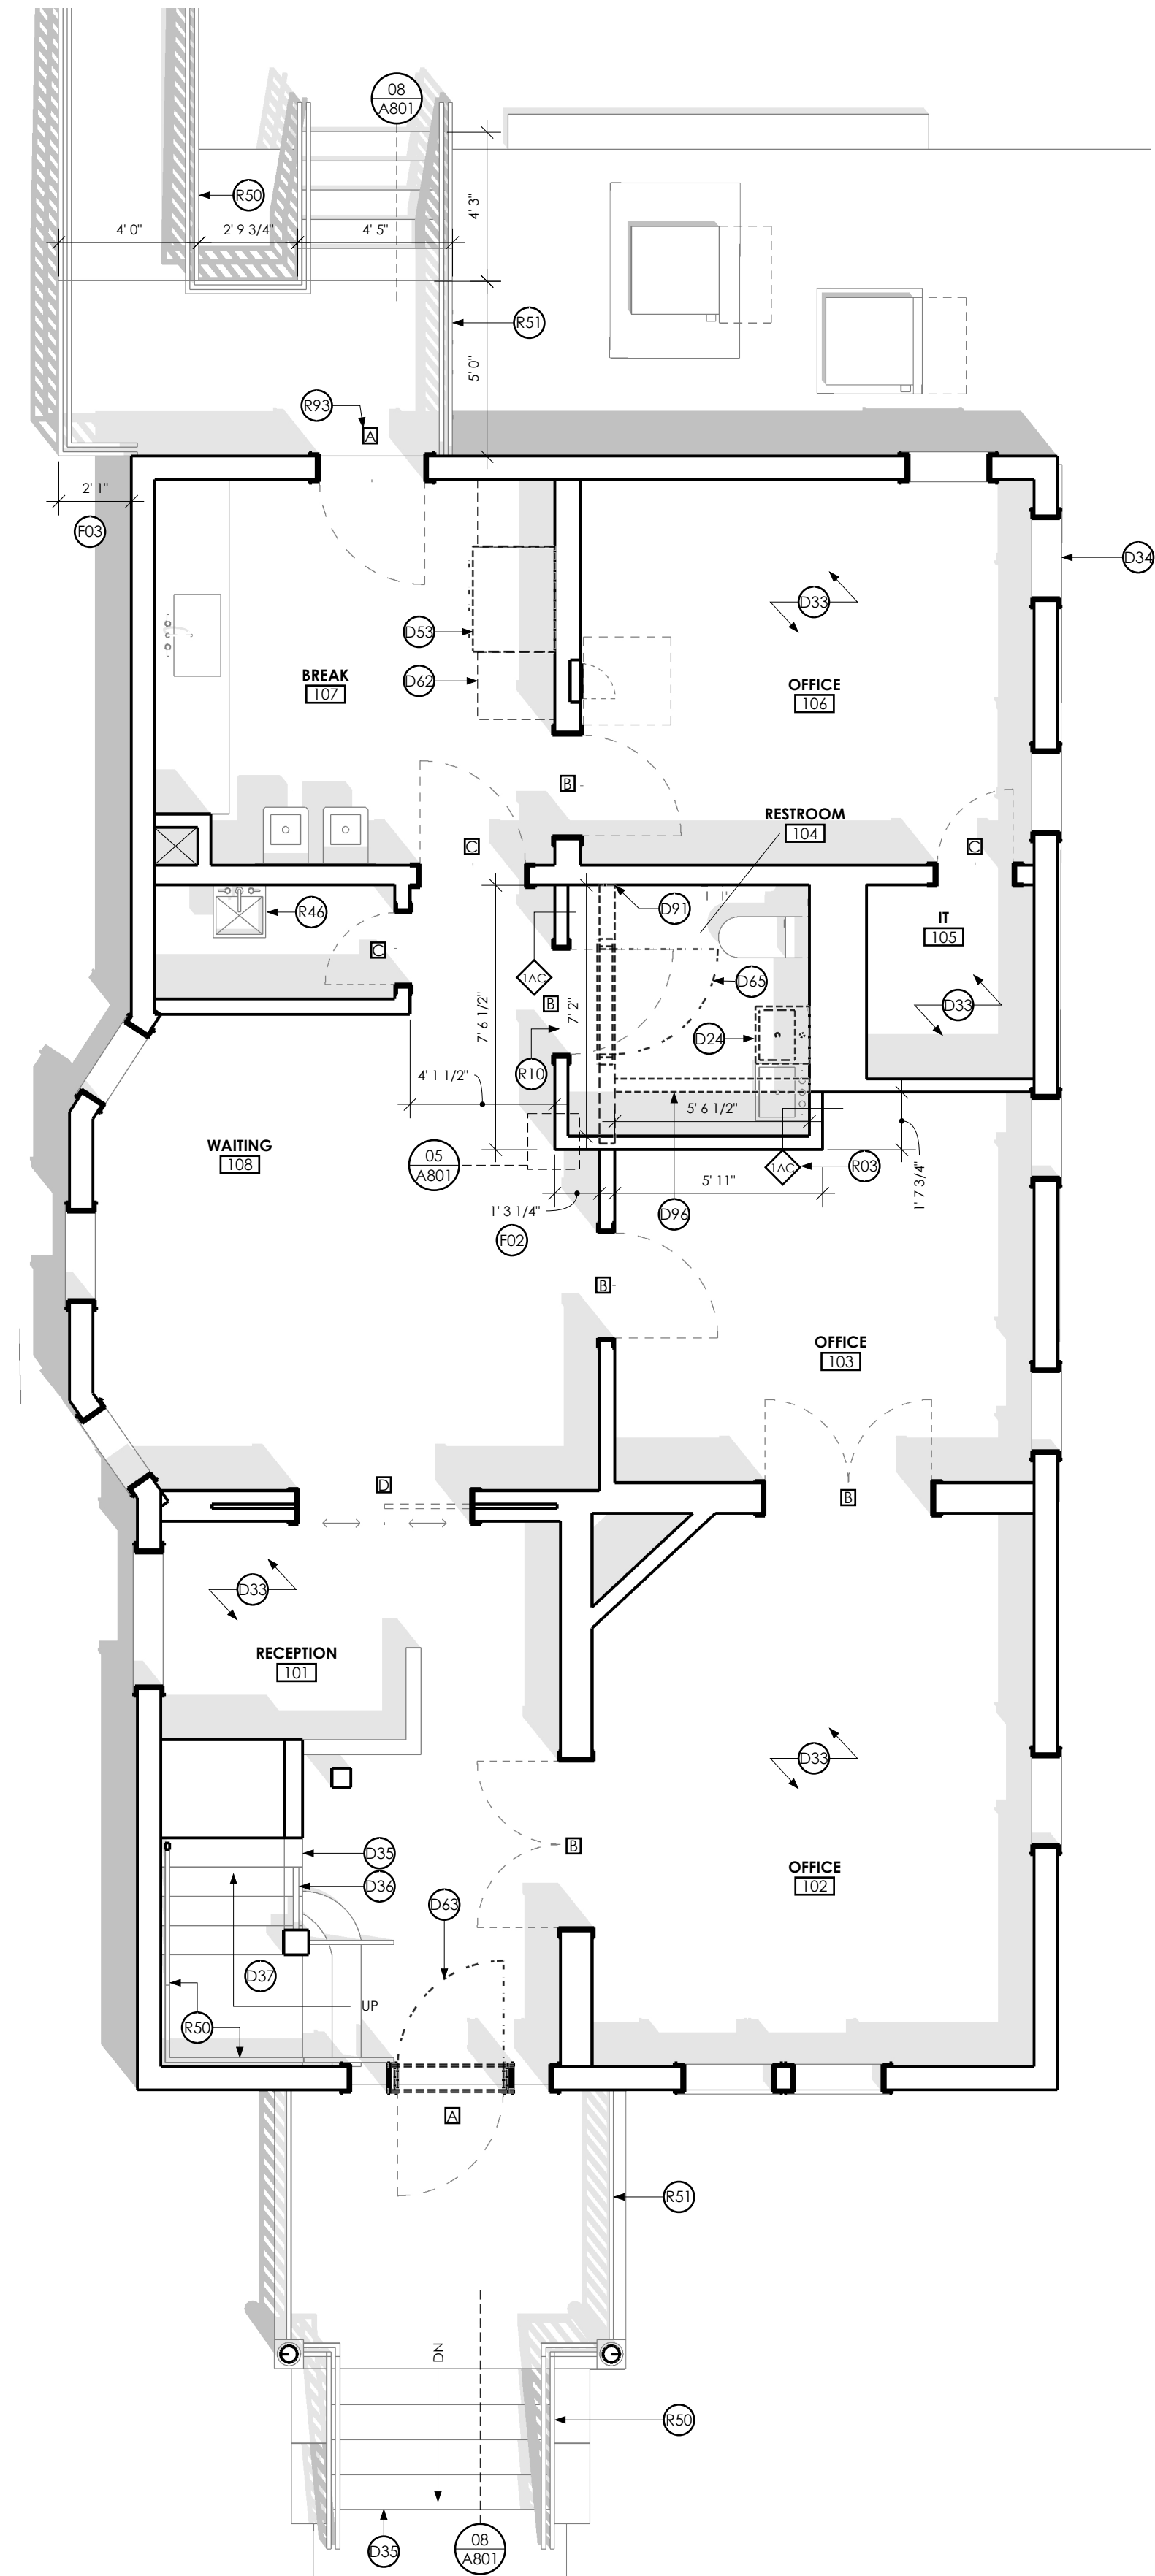 08
A801
R50
4' 0"
2' 9 3/4"
4' 5"
4' 3"
R51
5' 0"
R93
A
2' 1"
F03
D34
D33
D53
BREAK
107
D62
OFFICE
106
B
RESTROOM
104
C
C
R46
D91
IT
105
C
1AC
D65
B
7' 6 1/2"
7' 2"
D33
D24
R10
4' 1 1/2"
5' 6 1/2"
WAITING
108
05
A801
1AC
R03
1' 7 3/4"
5' 11"
1' 3 1/4"
D96
F02
B
OFFICE
103
D
B
D33
RECEPTION
101
D33
B
D35
OFFICE
102
D36
D63
D37
UP
R50
A
R51
DN
R50
D35
08
A801